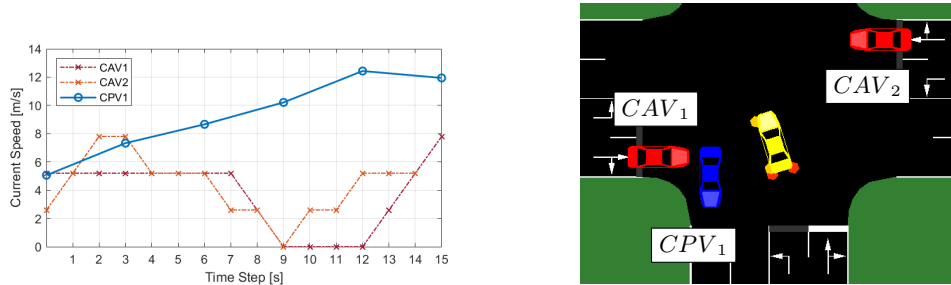 14
12
10
8
6
4
2
0
Current Speed [m/s]
CAV1
CAV2
CPV1
1 2 3 4 5 6 7 8 9 10 11 12 13 14 15
Time Step [s]
CAV₁
CAV₂
CPV₁